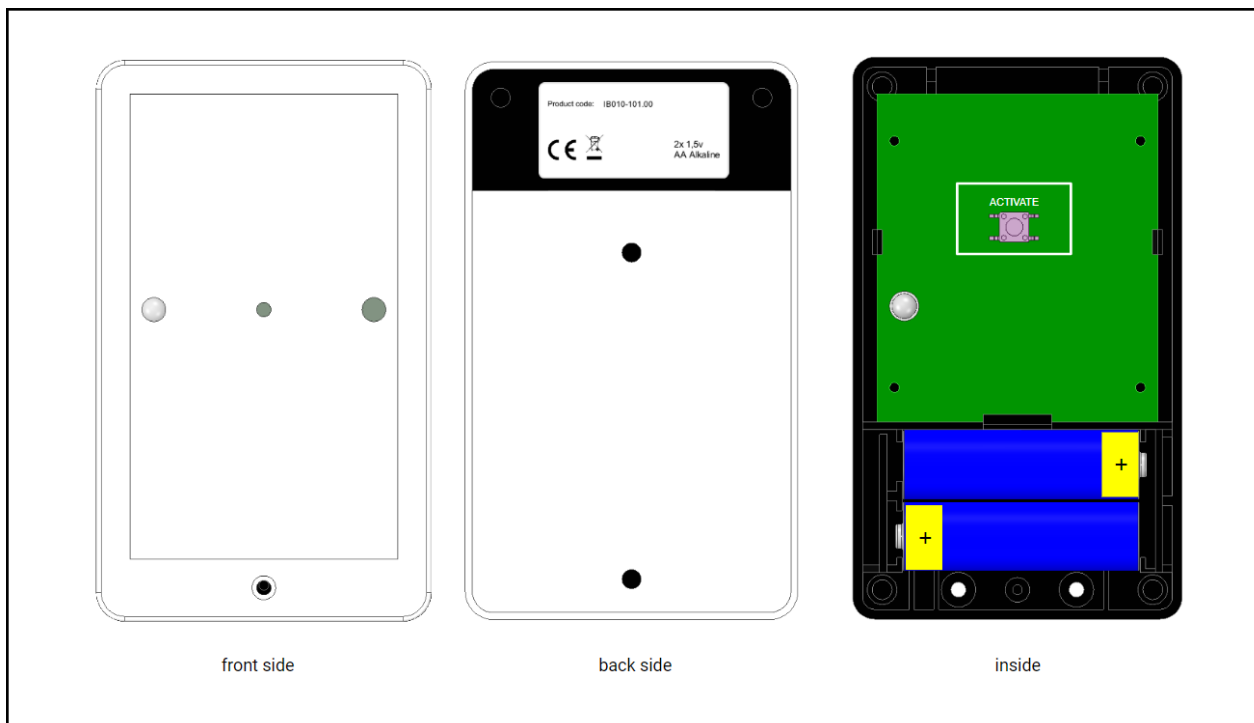 Product code: IB010-101.00
CE
2x 1,5v
AA Alkaline
ACTIVATE
+
+
front side
back side
inside